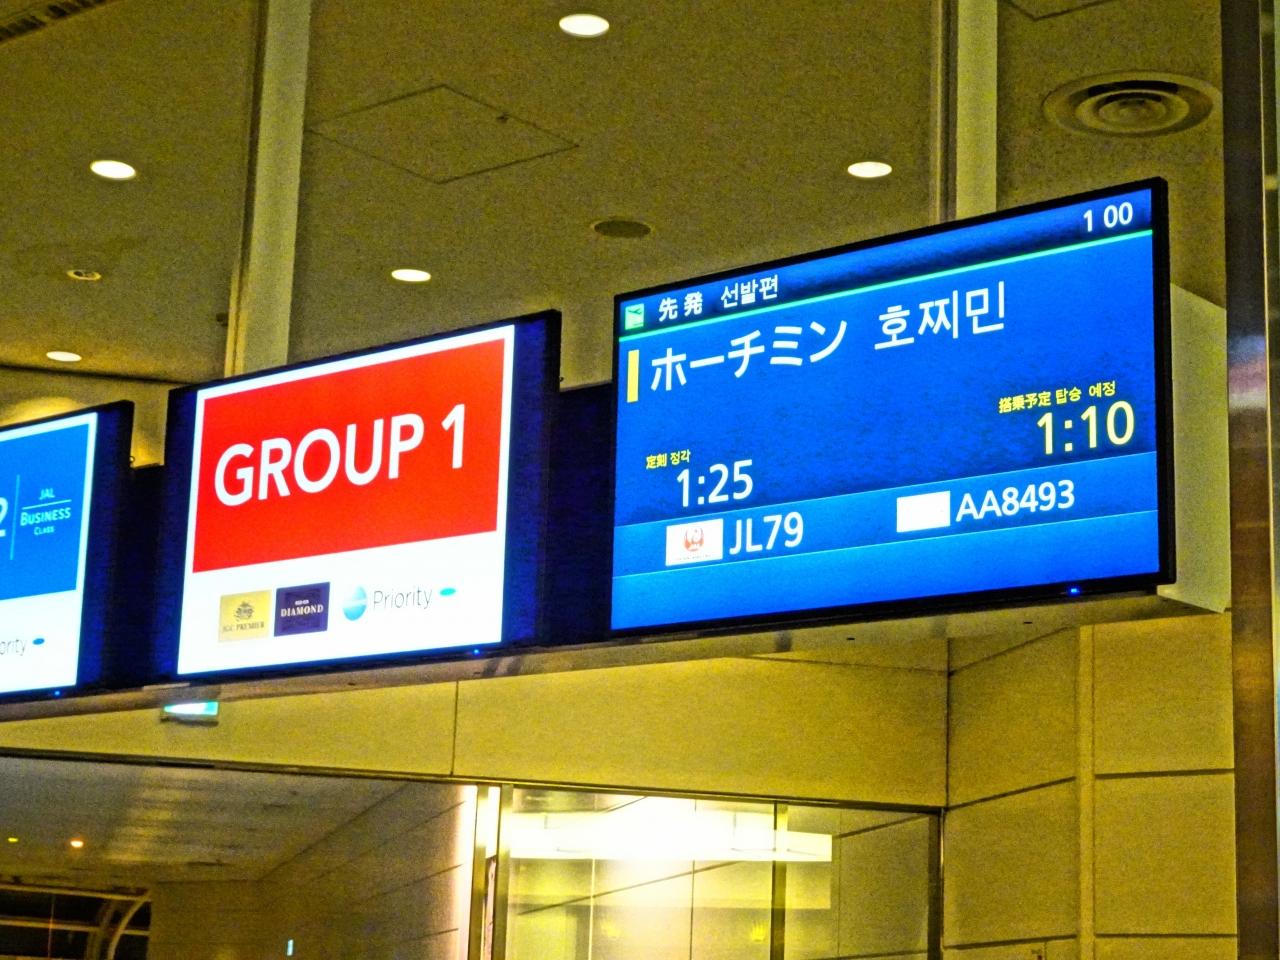 2
JAL
BUSINESS
CLASS
GROUP 1
JGC PREMIER
DIAMOND
Priority
1 00
先発 선발편
ホーチミン 호찌민
搭乗予定 탑승 예정
1:10
定刻 정각
1:25
JL79
AA8493